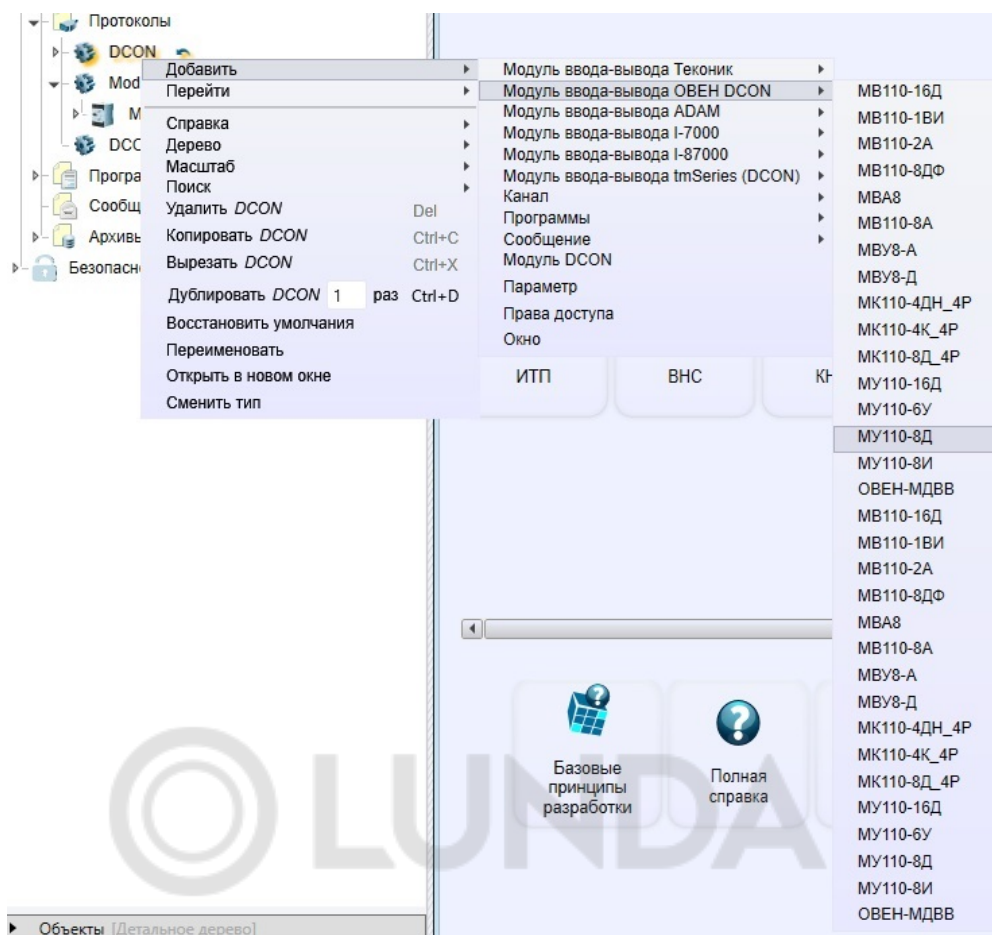 Протоколы
DCON
Mod
M
DCC
Програ
Сообщ
Архивы
Безопасн
Добавить
Перейти
Справка
Дерево
Масштаб
Поиск
Удалить DCON Del
Копировать DCON Ctrl+C
Вырезать DCON Ctrl+X
Дублировать DCON 1 раз Ctrl+D
Восстановить умолчания
Переименовать
Открыть в новом окне
Сменить тип
Модуль ввода-вывода Теконик
Модуль ввода-вывода ОВЕН DCON
Модуль ввода-вывода ADAM
Модуль ввода-вывода I-7000
Модуль ввода-вывода I-87000
Модуль ввода-вывода tmSeries (DCON)
Канал
Программы
Сообщение
Модуль DCON
Параметр
Права доступа
Окно
МВ110-16Д
МВ110-1ВИ
МВ110-2А
МВ110-8ДФ
МВА8
МВ110-8А
МВУ8-А
МВУ8-Д
МК110-4ДН_4Р
МК110-4К_4Р
МК110-8Д_4Р
МУ110-16Д
МУ110-6У
МУ110-8Д
МУ110-8И
ОВЕН-МДВВ
МВ110-16Д
МВ110-1ВИ
МВ110-2А
МВ110-8ДФ
МВА8
МВ110-8А
МВУ8-А
МВУ8-Д
МК110-4ДН_4Р
МК110-4К_4Р
МК110-8Д_4Р
МУ110-16Д
МУ110-6У
МУ110-8Д
МУ110-8И
ОВЕН-МДВВ
ИТП
ВНС
КН
Базовые
принципы
разработки
Полная
справка
LUNDA
Объекты [Детальное дерево]